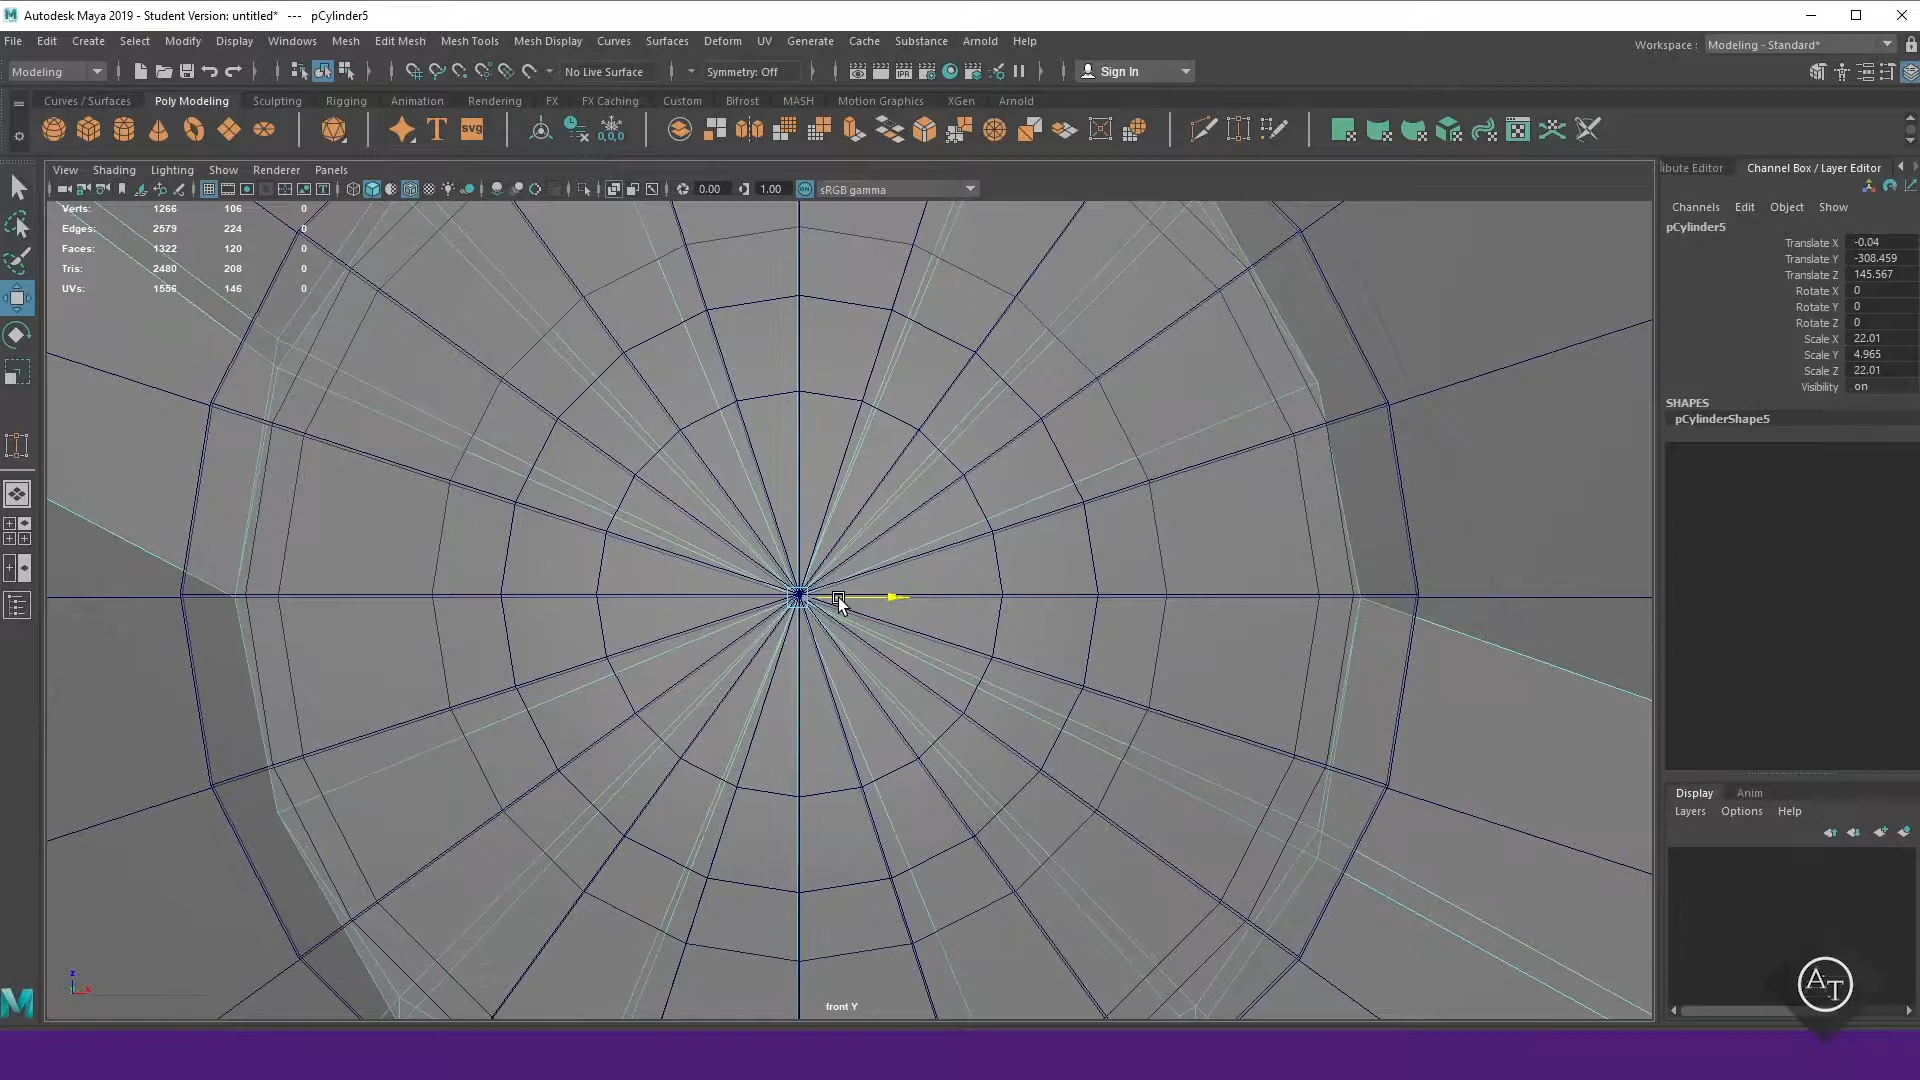 Autodesk Maya 2019 - Student Version: untitled* --- pCylinder5
File Edit Create Select Modify Display Windows Mesh Edit Mesh Mesh Tools Mesh Display Curves Surfaces Deform UV Generate Cache Substance Arnold Help
Workspace : Modeling - Standard*
Modeling No Live Surface Symmetry: Off Sign In
Curves / Surfaces Poly Modeling Sculpting Rigging Animation Rendering FX FX Caching Custom Bifrost MASH Motion Graphics XGen Arnold
T svg 0,0,0
View Shading Lighting Show Renderer Panels
0.00 1.00 ON sRGB gamma
Verts: 1266 106 0
Edges: 2579 224 0
Faces: 1322 120 0
Tris: 2480 208 0
UVs: 1556 146 0
z
x
front Y
ibute Editor Channel Box / Layer Editor
Channels Edit Object Show
pCylinder5
Translate X -0.04
Translate Y -308.459
Translate Z 145.567
Rotate X 0
Rotate Y 0
Rotate Z 0
Scale X 22.01
Scale Y 4.965
Scale Z 22.01
Visibility on
SHAPES
pCylinderShape5
Display Anim
Layers Options Help
AT